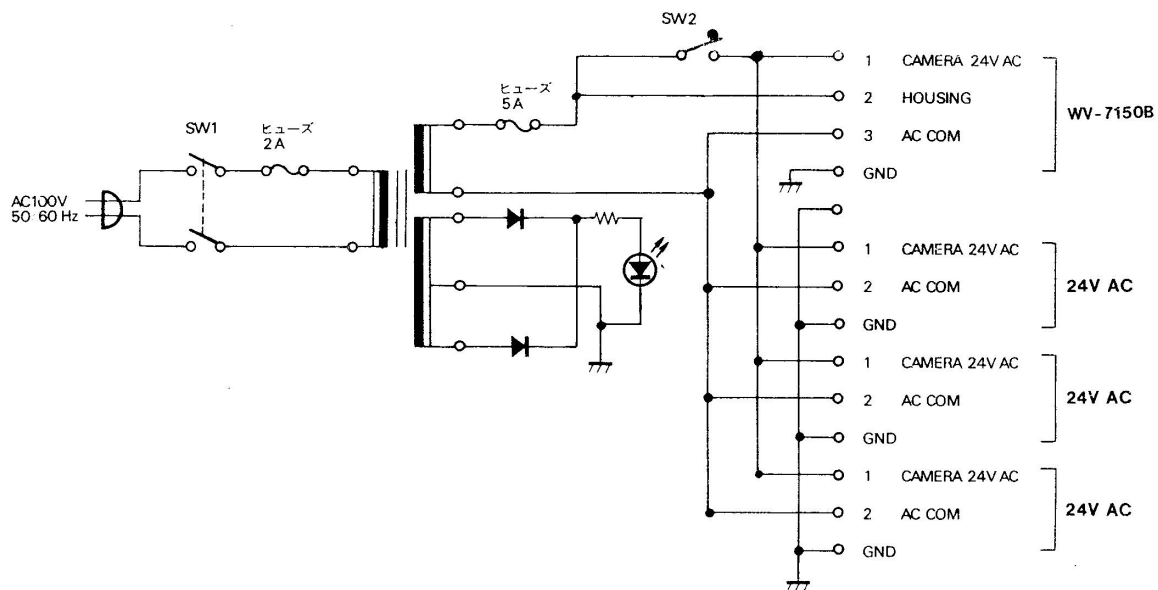 SW2
1 CAMERA 24V AC
ヒューズ
5A
2 HOUSING
WV-7150B
SW1
ヒューズ
2A
3 AC COM
GND
AC100V
50-60 Hz
1 CAMERA 24V AC
2 AC COM
24V AC
GND
1 CAMERA 24V AC
2 AC COM
24V AC
GND
1 CAMERA 24V AC
2 AC COM
24V AC
GND